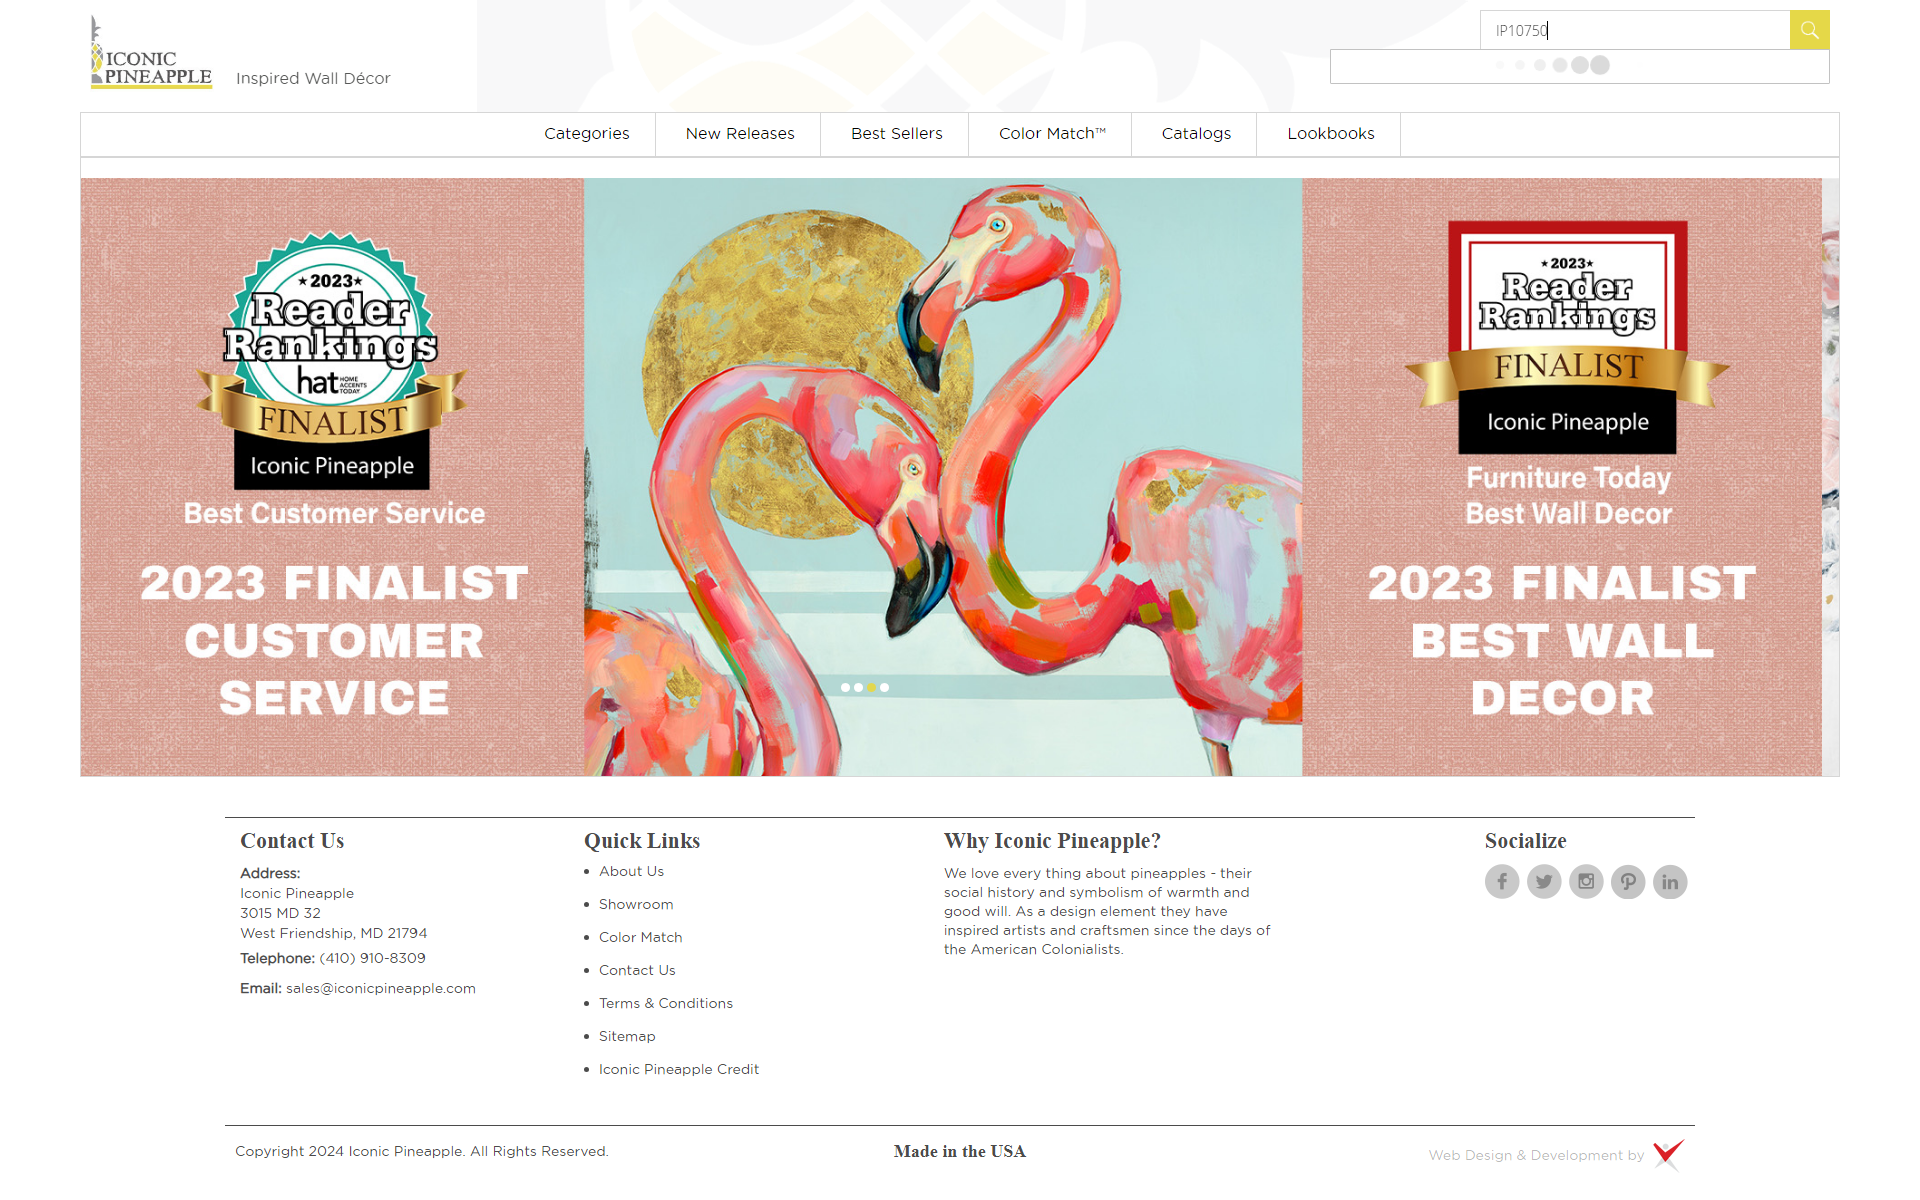 ICONIC
PINEAPPLE
Inspired Wall Décor
IP10750
Categories
New Releases
Best Sellers
Color Match™
Catalogs
Lookbooks
2023
Reader
Rankings
hat HOME
ACCENTS
TODAY
FINALIST
Iconic Pineapple
Best Customer Service
2023 FINALIST
CUSTOMER
SERVICE
2023
Reader
Rankings
FINALIST
Iconic Pineapple
Furniture Today
Best Wall Decor
2023 FINALIST
BEST WALL
DECOR
Contact Us
Address:
Iconic Pineapple
3015 MD 32
West Friendship, MD 21794
Telephone: (410) 910-8309
Email: sales@iconicpineapple.com
Quick Links
About Us
Showroom
Color Match
Contact Us
Terms & Conditions
Sitemap
Iconic Pineapple Credit
Why Iconic Pineapple?
We love every thing about pineapples - their
social history and symbolism of warmth and
good will. As a design element they have
inspired artists and craftsmen since the days of
the American Colonialists.
Socialize
Copyright 2024 Iconic Pineapple. All Rights Reserved.
Made in the USA
Web Design & Development by